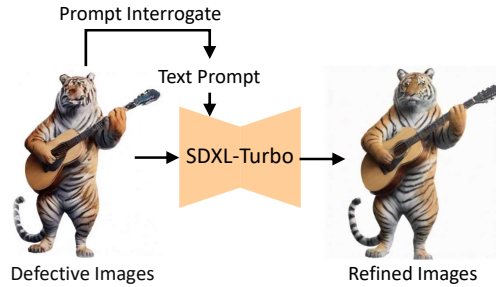 Prompt Interrogate
Text Prompt
SDXL-Turbo
Defective Images
Refined Images